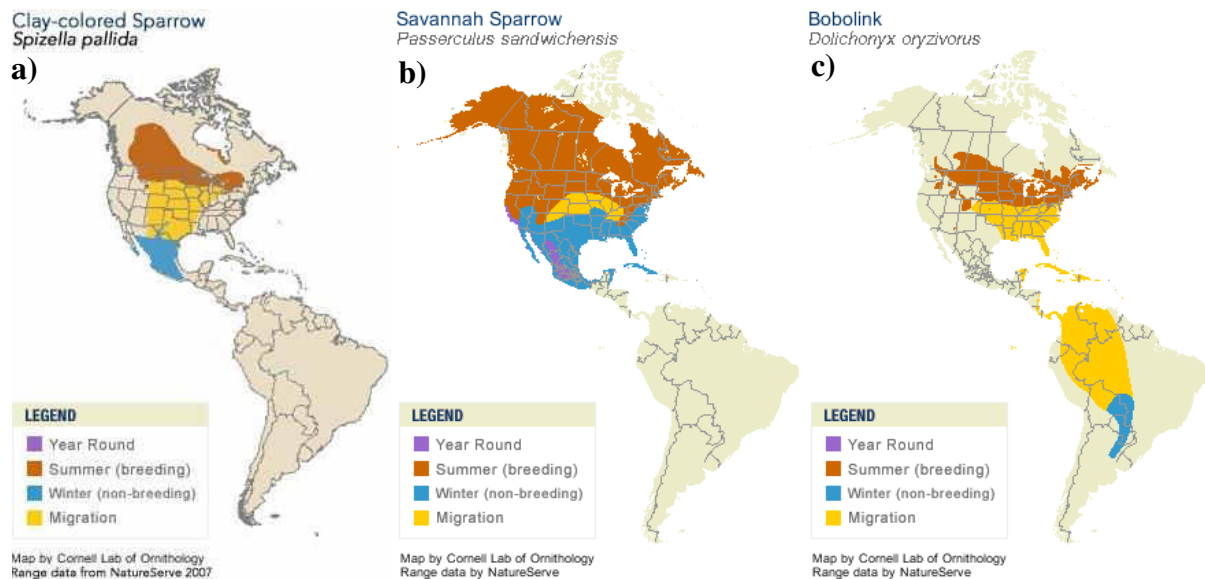 Clay-colored Sparrow
Spizella pallida
a)
LEGEND
Year Round
Summer (breeding)
Winter (non-breeding)
Migration
Map by Cornell Lab of Ornithology
Range data from NatureServe 2007
Savannah Sparrow
Passerculus sandwichensis
b)
LEGEND
Year Round
Summer (breeding)
Winter (non-breeding)
Migration
Map by Cornell Lab of Ornithology
Range data by NatureServe
Bobolink
Dolichonyx oryzivorus
c)
LEGEND
Year Round
Summer (breeding)
Winter (non-breeding)
Migration
Map by Cornell Lab of Ornithology
Range data by NatureServe